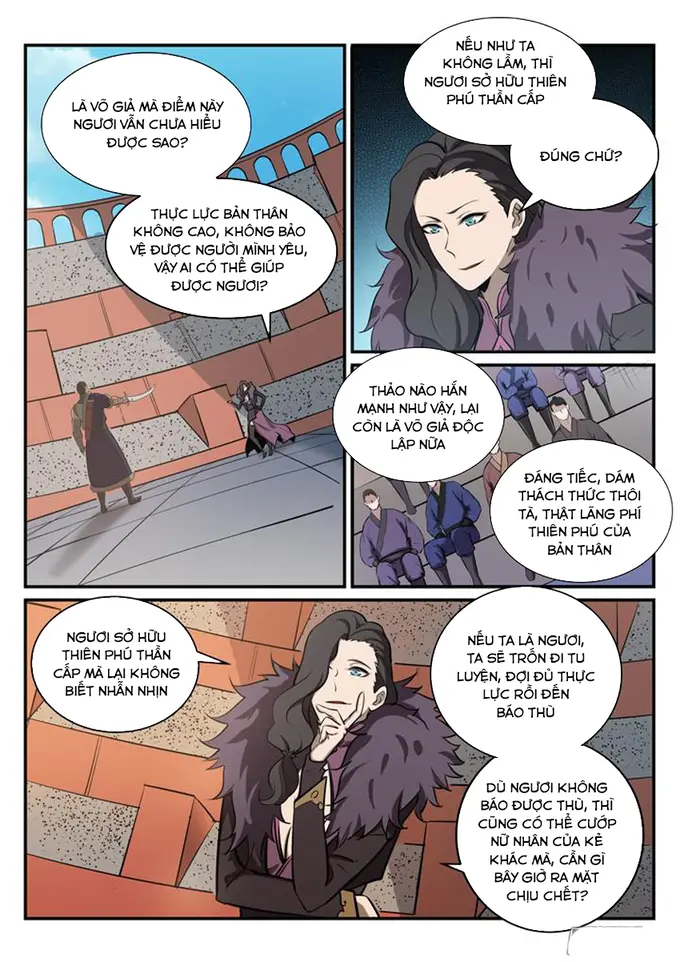 LÀ VÕ GIẢ MÀ ĐIỂM NÀY
NGƯƠI VẪN CHƯA HIỂU
ĐƯỢC SAO?
THỰC LỰC BẢN THÂN
KHÔNG CAO, KHÔNG BẢO
VỆ ĐƯỢC NGƯỜI MÌNH YÊU,
VẬY AI CÓ THỂ GIÚP
ĐƯỢC NGƯƠI?
NẾU NHƯ TA
KHÔNG LẦM, THÌ
NGƯƠI SỞ HỮU THIÊN
PHÚ THẦN CẤP
ĐÚNG CHỨ?
THẢO NÀO HẮN
MẠNH NHƯ VẬY, LẠI
CÒN LÀ VÕ GIẢ ĐỘC
LẬP NỮA
ĐÁNG TIẾC, DÁM
THÁCH THỨC THÔI
TÀ, THẬT LÃNG PHÍ
THIÊN PHÚ CỦA
BẢN THÂN
NGƯƠI SỞ HỮU
THIÊN PHÚ THẦN
CẤP MÀ LẠI KHÔNG
BIẾT NHẪN NHỊN
NẾU TA LÀ NGƯƠI,
TA SẼ TRỐN ĐI TU
LUYỆN, ĐỢI ĐỦ THỰC
LỰC RỒI ĐẾN
BÁO THÙ
DÙ NGƯƠI KHÔNG
BÁO ĐƯỢC THÙ, THÌ
CŨNG CÓ THỂ CƯỚP
NỮ NHÂN CỦA KẺ
KHÁC MÀ, CẦN GÌ
BÂY GIỜ RA MẶT
CHỊU CHẾT?